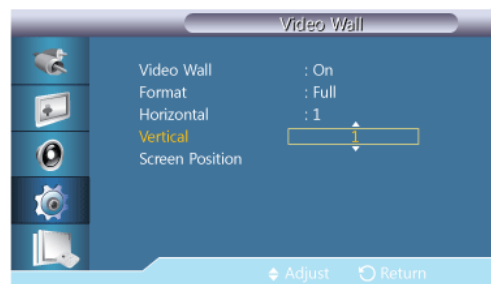 Video Wall
Video Wall : On
Format : Full
Horizontal : 1
Vertical 1
Screen Position
Adjust Return